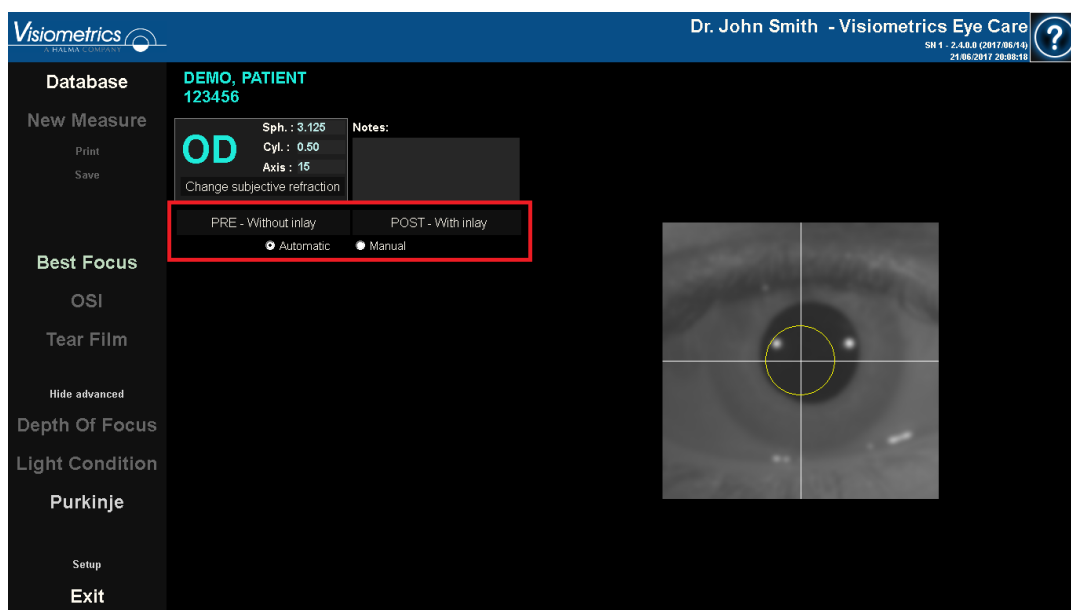 Visiometrics
A HALMA COMPANY
Dr. John Smith - Visiometrics Eye Care
SN 1 - 2.4.0.0 (2017/06/14)
21/06/2017 20:08:18
?
Database
New Measure
Print
Save
Best Focus
OSI
Tear Film
Hide advanced
Depth Of Focus
Light Condition
Purkinje
Setup
Exit
DEMO, PATIENT
123456
OD
Sph. : 3.125
Cyl. : 0.50
Axis : 15
Change subjective refraction
Notes:
PRE - Without inlay
POST - With inlay
Automatic
Manual